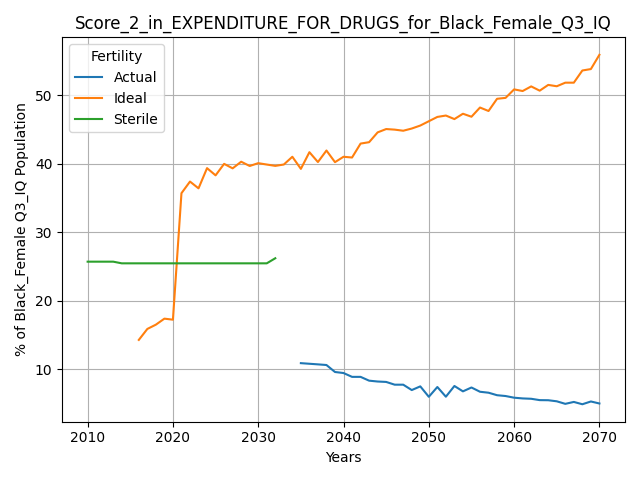 Score_2_in_EXPENDITURE_FOR_DRUGS_for_Black_Female_Q3_IQ
Fertility
Actual
Ideal
Sterile
% of Black_Female Q3_IQ Population
50
40
30
20
10
2010 2020 2030 2040 2050 2060 2070
Years